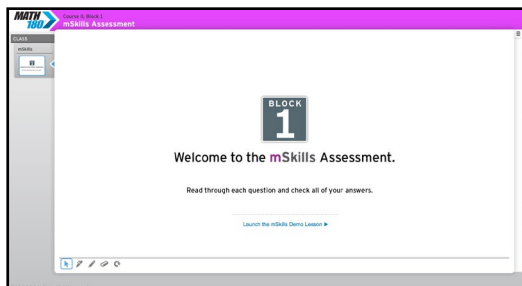 MATH
180
Course II, Block 1
mSkills Assessment
CLASS
mSkills
BLOCK
1
Welcome to the mSkills Assessment.
Read through each question and check all of your answers.
Launch the mSkills Demo Lesson ▶